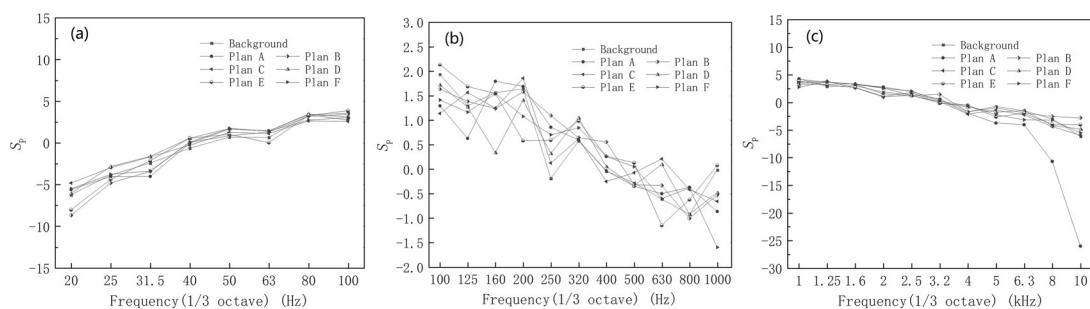 (a)
Background
Plan A
Plan B
Plan C
Plan D
Plan E
Plan F
15
10
5
0
-5
-10
-15
S_P
20 25 31.5 40 50 63 80 100
Frequency(1/3 octave) (Hz)
(b)
Background
Plan A
Plan B
Plan C
Plan D
Plan E
Plan F
3.0
2.5
2.0
1.5
1.0
0.5
0.0
-0.5
-1.0
-1.5
-2.0
S_P
100 125 160 200 250 320 400 500 630 800 1000
Frequency(1/3 octave) (Hz)
(c)
Background
Plan A
Plan B
Plan C
Plan D
Plan E
Plan F
15
10
5
0
-5
-10
-15
-20
-25
-30
S_P
1 1.25 1.6 2 2.5 3.2 4 5 6.3 8 10
Frequency(1/3 octave) (kHz)